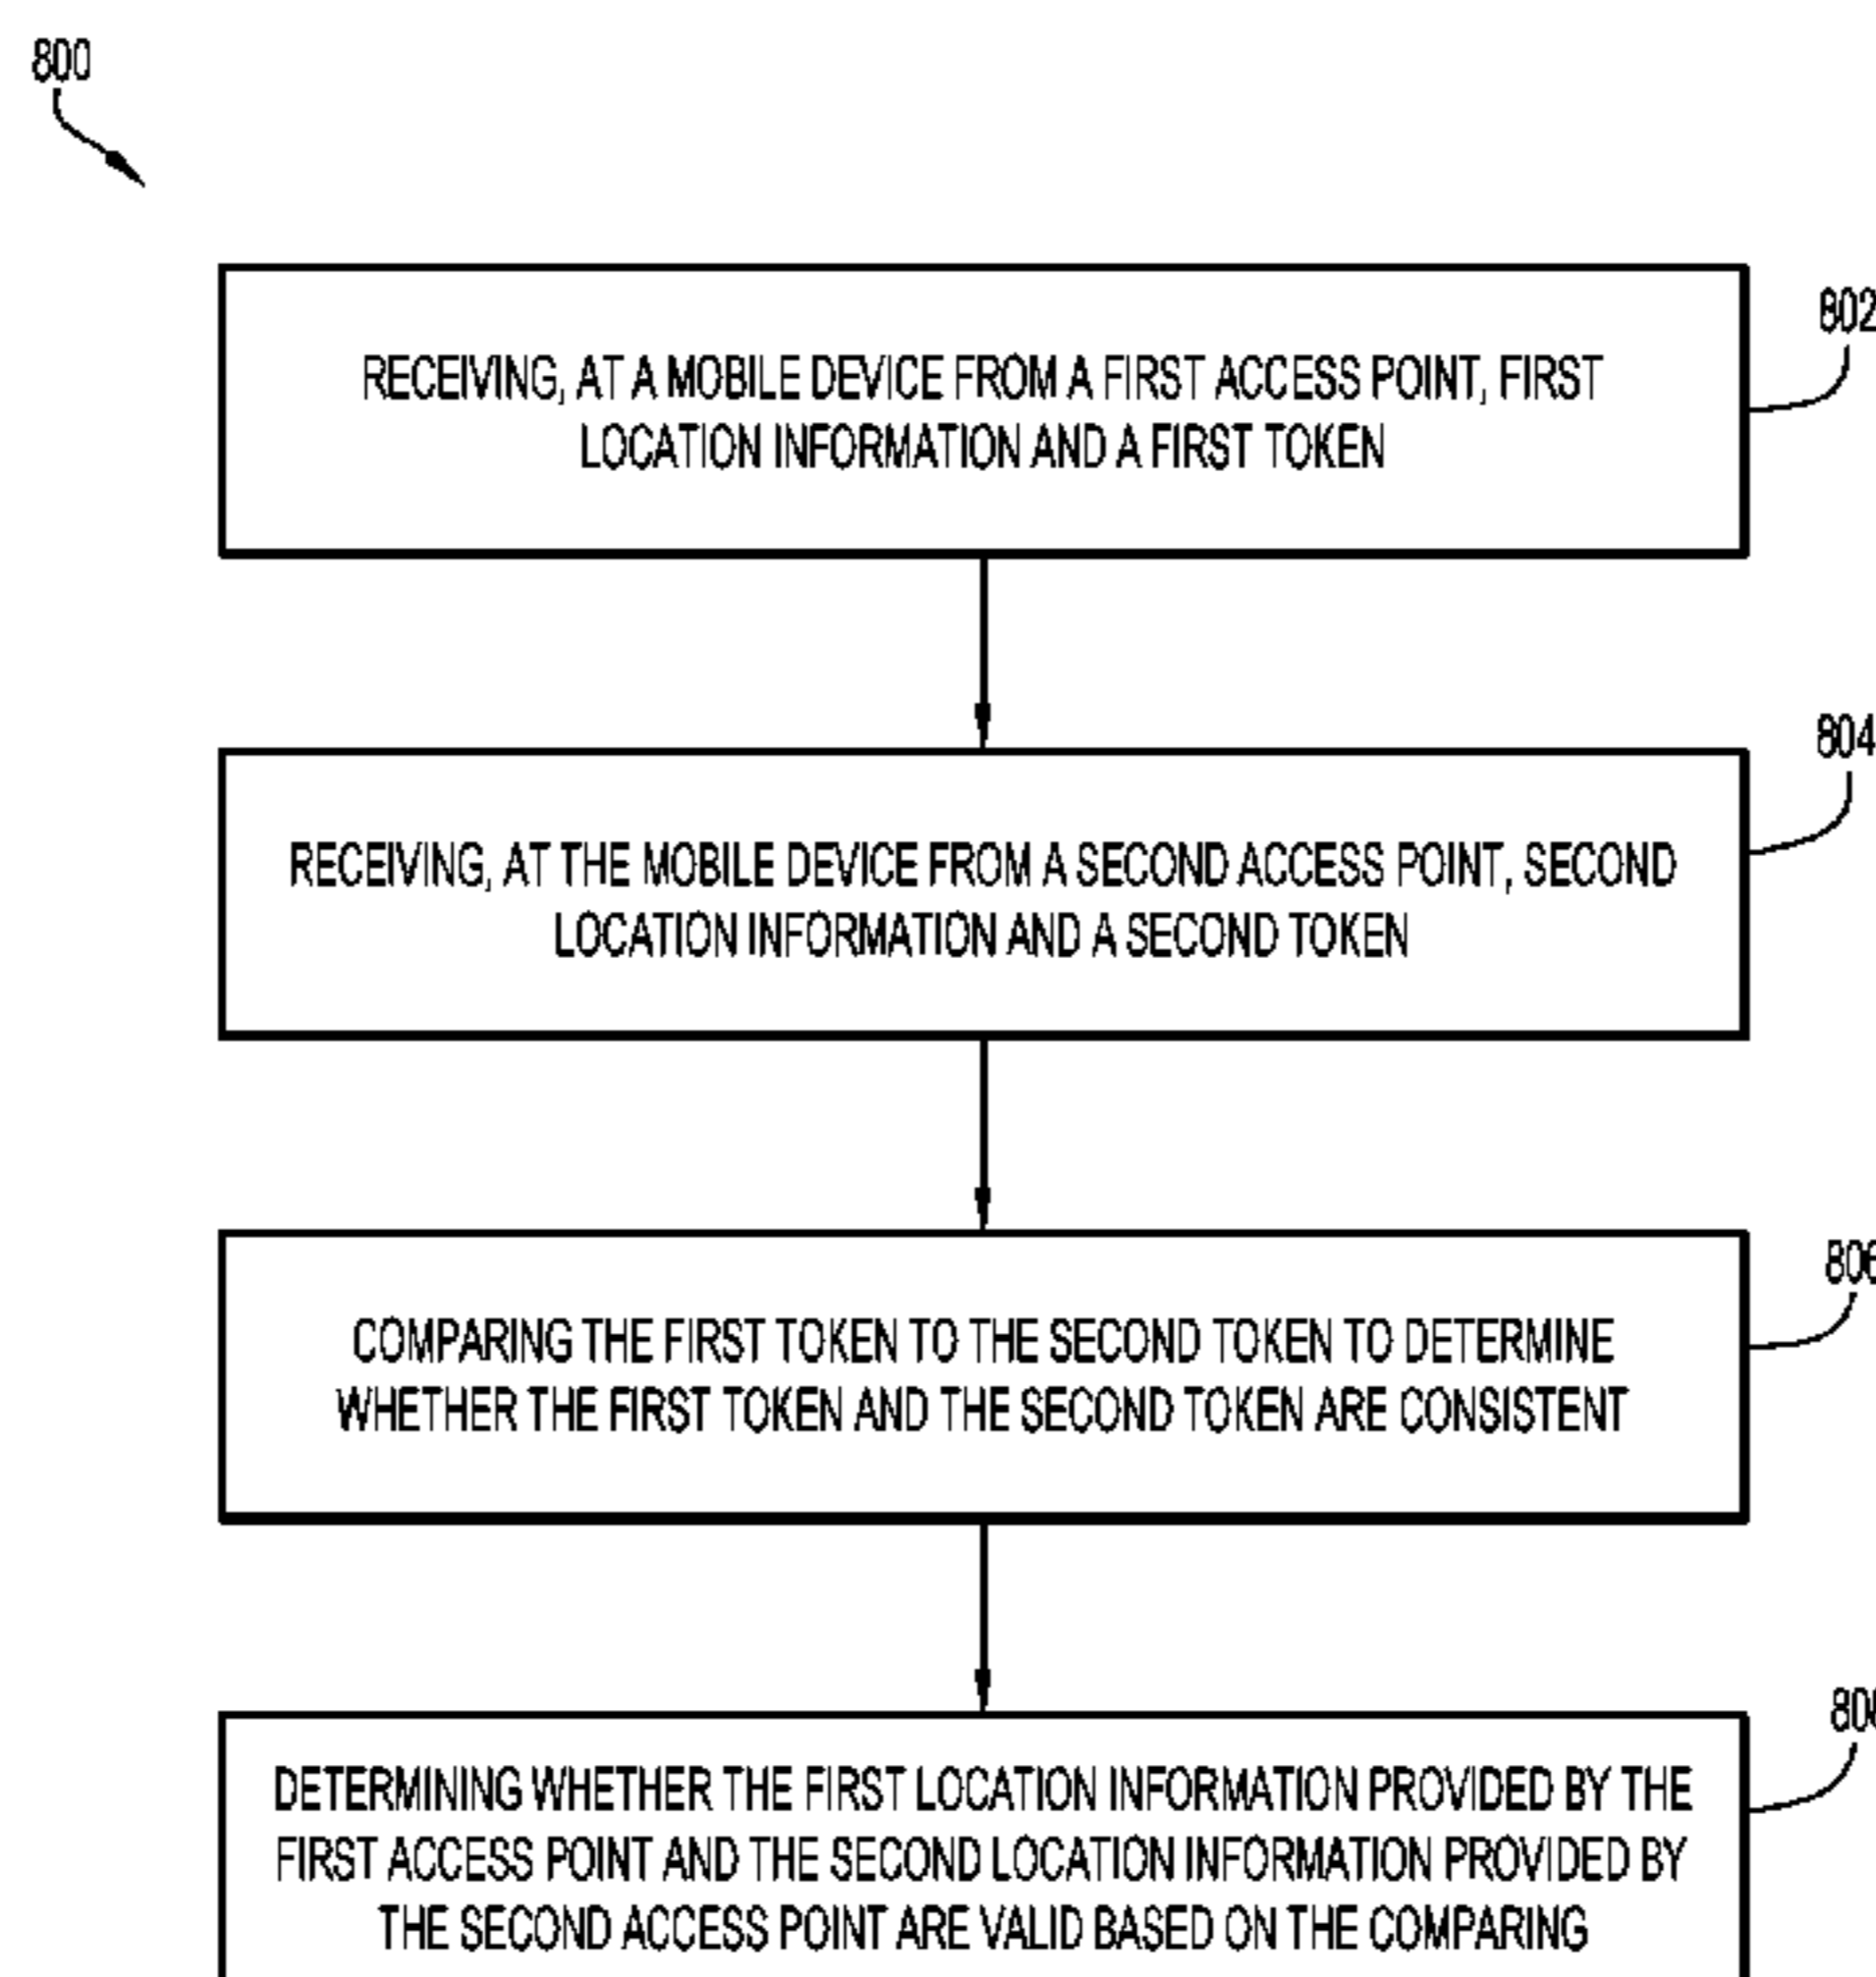 800
802
RECEIVING, AT A MOBILE DEVICE FROM A FIRST ACCESS POINT, FIRST
LOCATION INFORMATION AND A FIRST TOKEN
804
RECEIVING, AT THE MOBILE DEVICE FROM A SECOND ACCESS POINT, SECOND
LOCATION INFORMATION AND A SECOND TOKEN
806
COMPARING THE FIRST TOKEN TO THE SECOND TOKEN TO DETERMINE
WHETHER THE FIRST TOKEN AND THE SECOND TOKEN ARE CONSISTENT
DETERMINING WHETHER THE FIRST LOCATION INFORMATION PROVIDED BY THE
FIRST ACCESS POINT AND THE SECOND LOCATION INFORMATION PROVIDED BY
THE SECOND ACCESS POINT ARE VALID BASED ON THE COMPARING